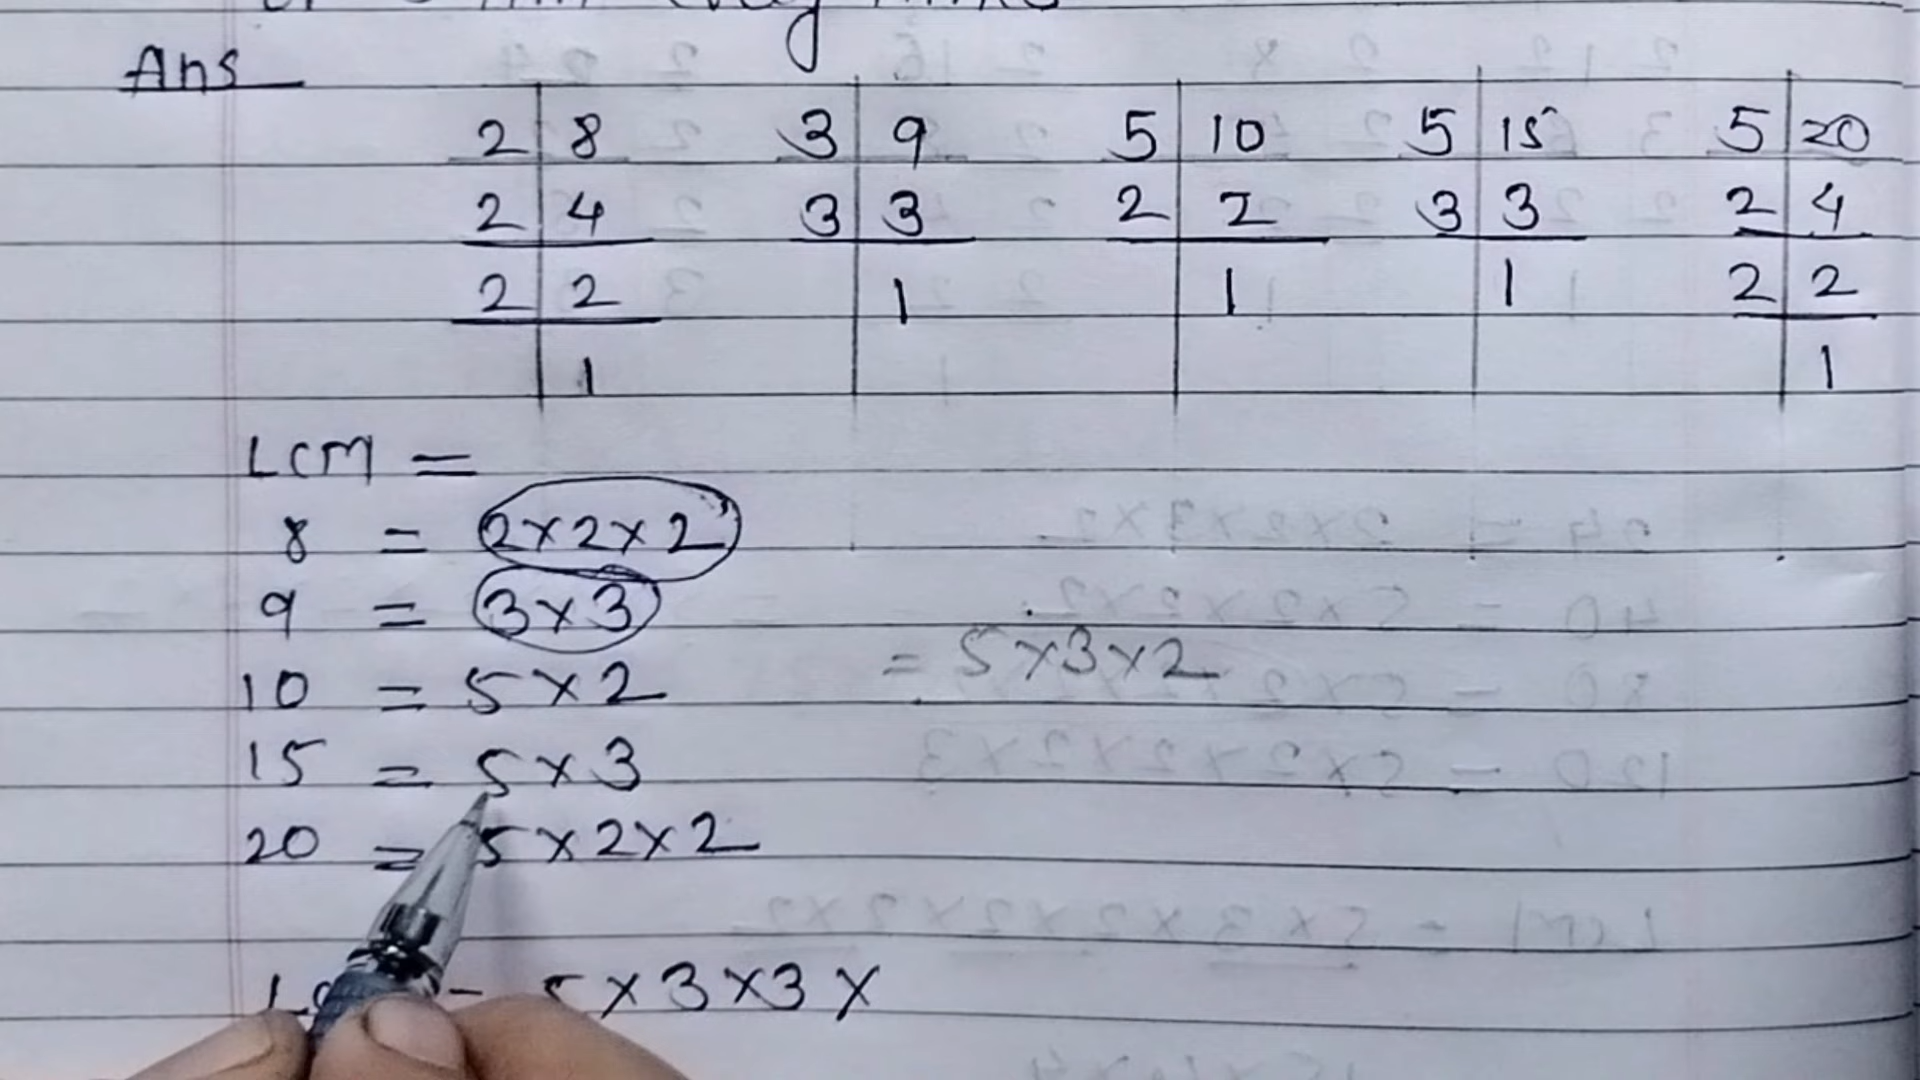 Ans
2 | 8   3 | 9   5 | 10   5 | 15   5 | 20
2 | 4   3 | 3   2 | 2   3 | 3   2 | 4
2 | 2   1   1   1   2 | 2
1   1
LCM =
8 = 2×2×2
9 = 3×3
= 5×3×2
10 = 5×2
15 = 5×3
20 = 5×2×2
×3×3×